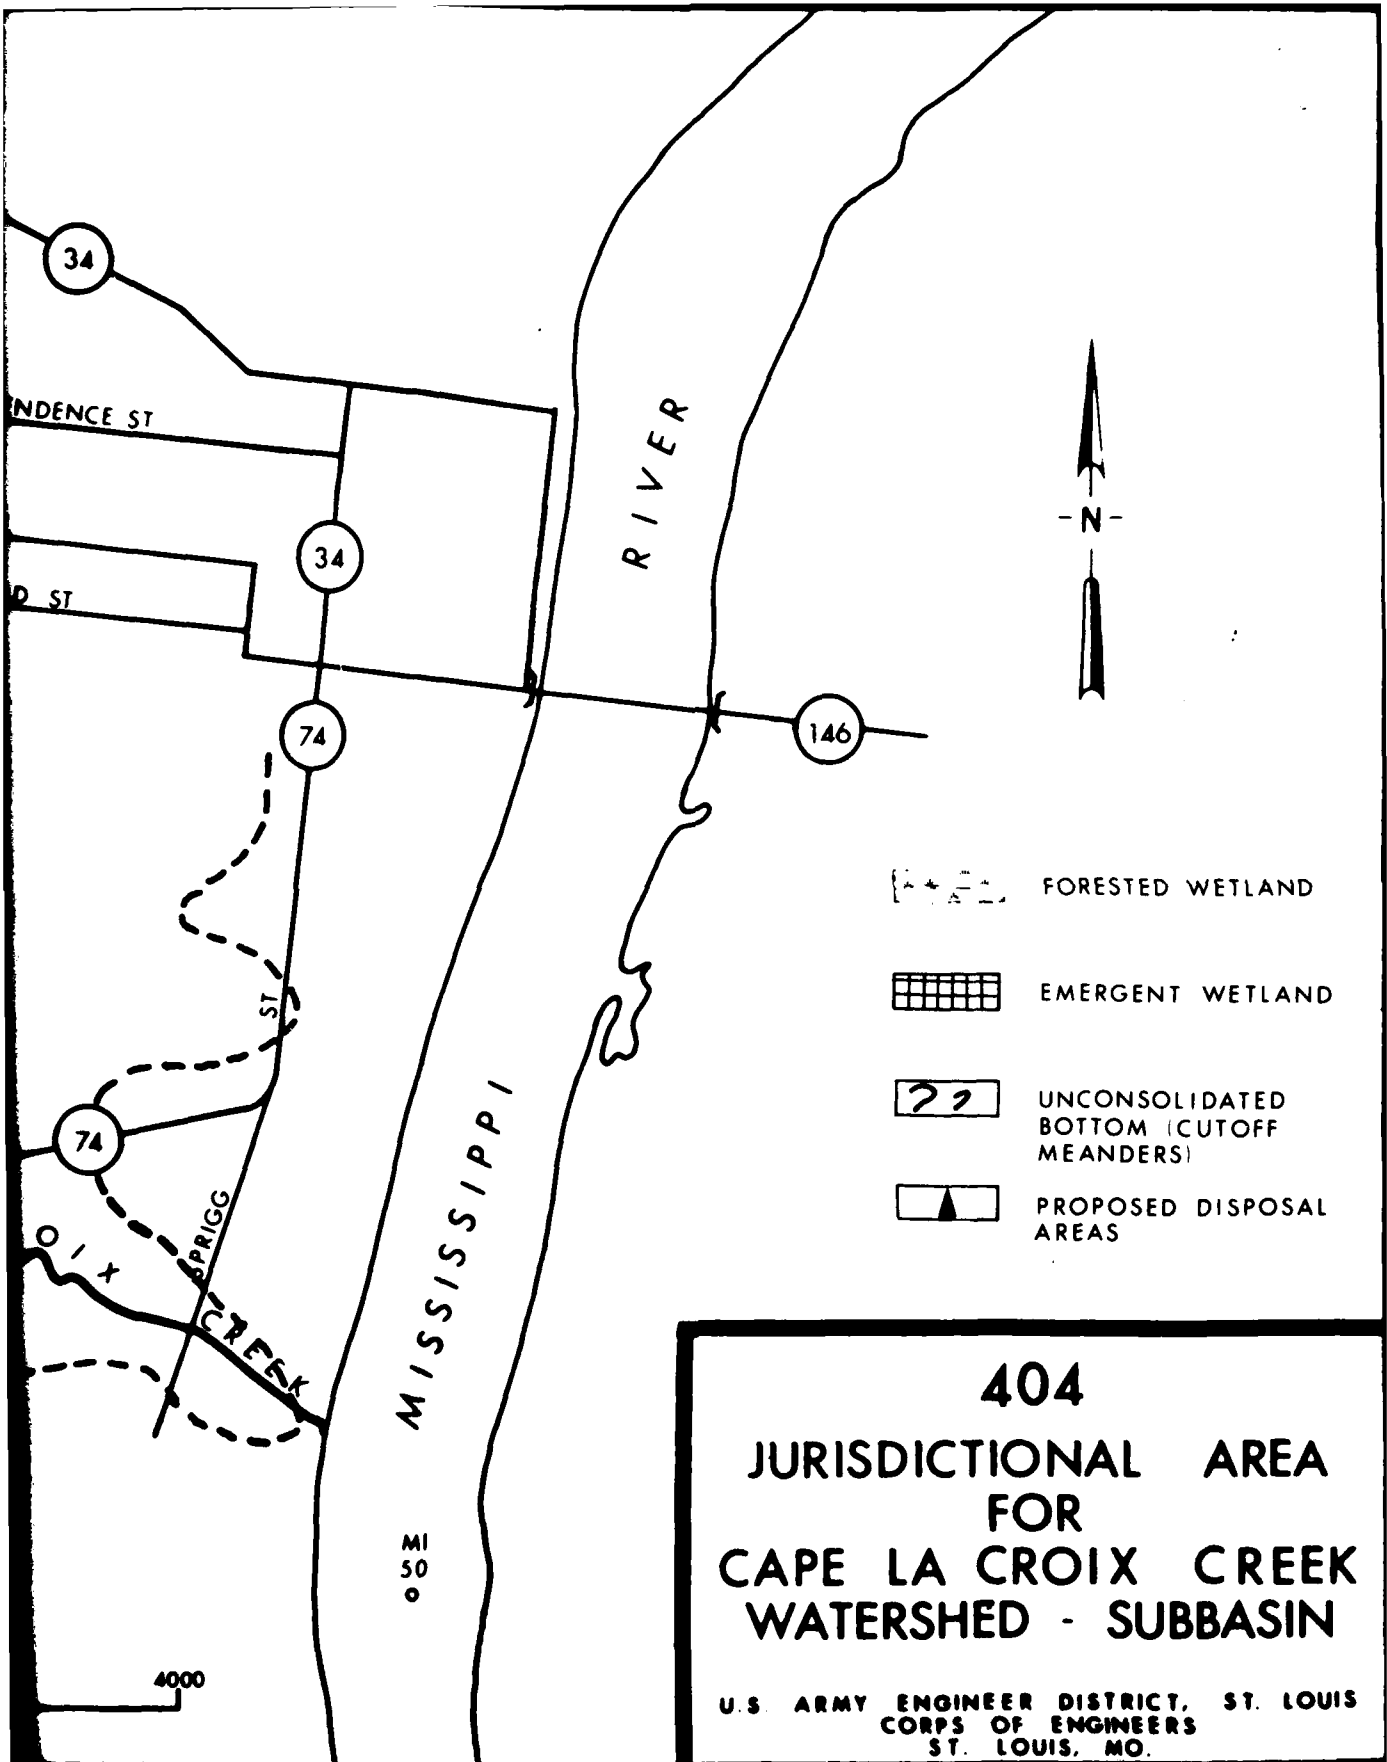 34
NDENCE ST
RIVER
-N-
34
D ST
74
146
FORESTED WETLAND
ST
EMERGENT WETLAND
UNCONSOLIDATED
BOTTOM (CUTOFF
MEANDERS)
74
PROPOSED DISPOSAL
AREAS
SPRIGG
OIX
CREEK
MISSISSIPPI
MI
50
4000
404
JURISDICTIONAL AREA
FOR
CAPE LA CROIX CREEK
WATERSHED - SUBBASIN
U.S. ARMY ENGINEER DISTRICT, ST. LOUIS
CORPS OF ENGINEERS
ST. LOUIS, MO.